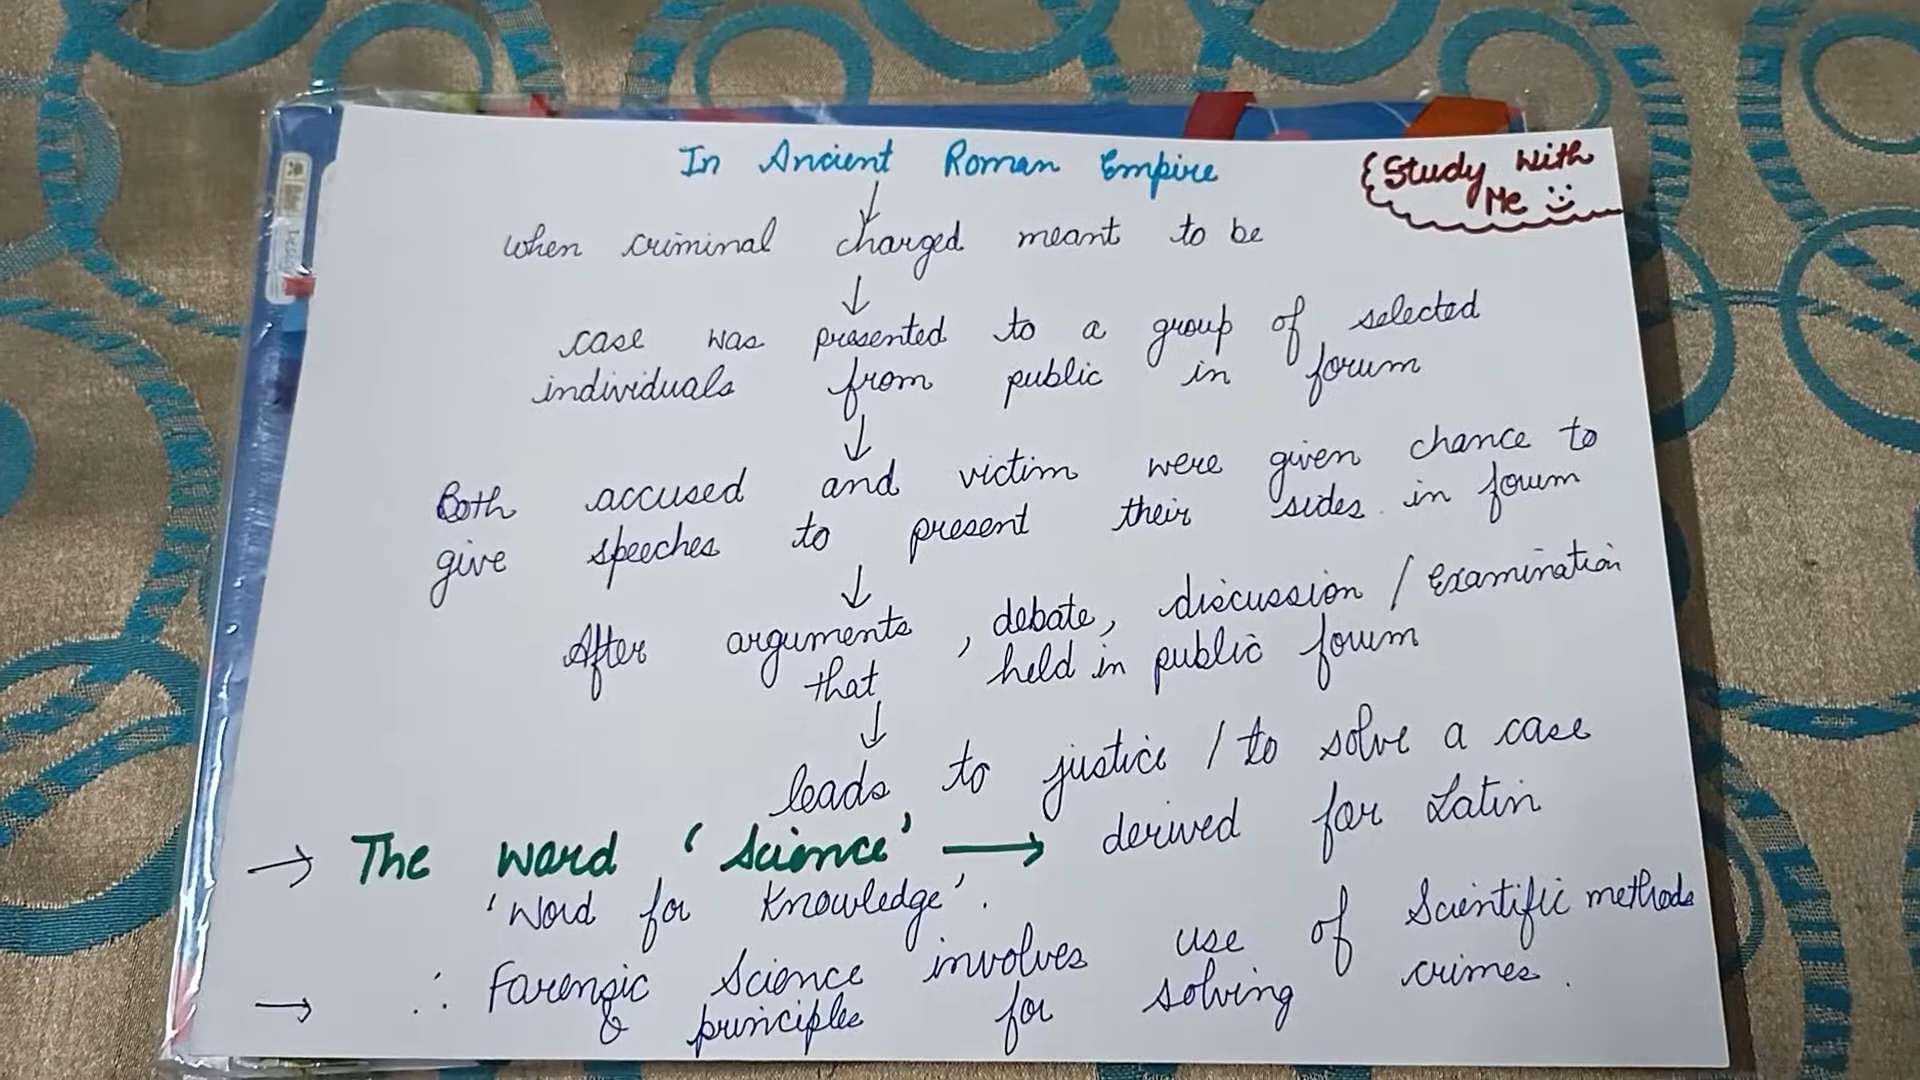 In Ancient Roman Empire
Study With
Me
when criminal charged meant to be
case was presented to a group of selected
individuals from public in forum
Both accused and victim were given chance to
give speeches to present their sides in forum
After arguments, debate, discussion / Examination
that held in public forum
leads to justice / to solve a case
→ The word 'Science' → derived for Latin
'Word for Knowledge'.
→ ∴ Forensic Science involves use of Scientific methods
& principles for solving crimes.